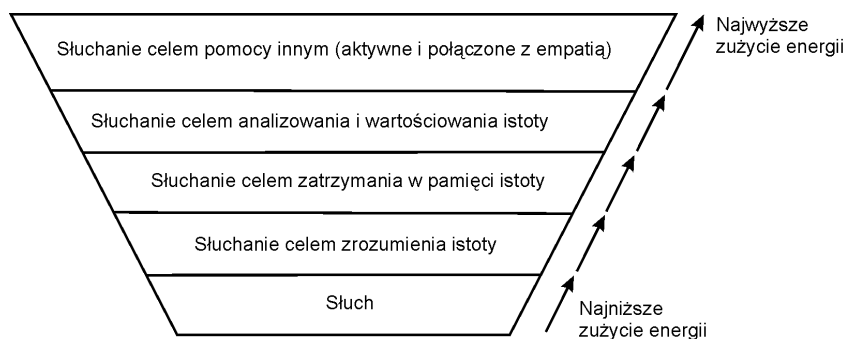 Słuchanie celem pomocy innym (aktywne i połączone z empatią)
Najwyższe
zużycie energii
Słuchanie celem analizowania i wartościowania istoty
Słuchanie celem zatrzymania w pamięci istoty
Słuchanie celem zrozumienia istoty
Słuch
Najniższe
zużycie energii